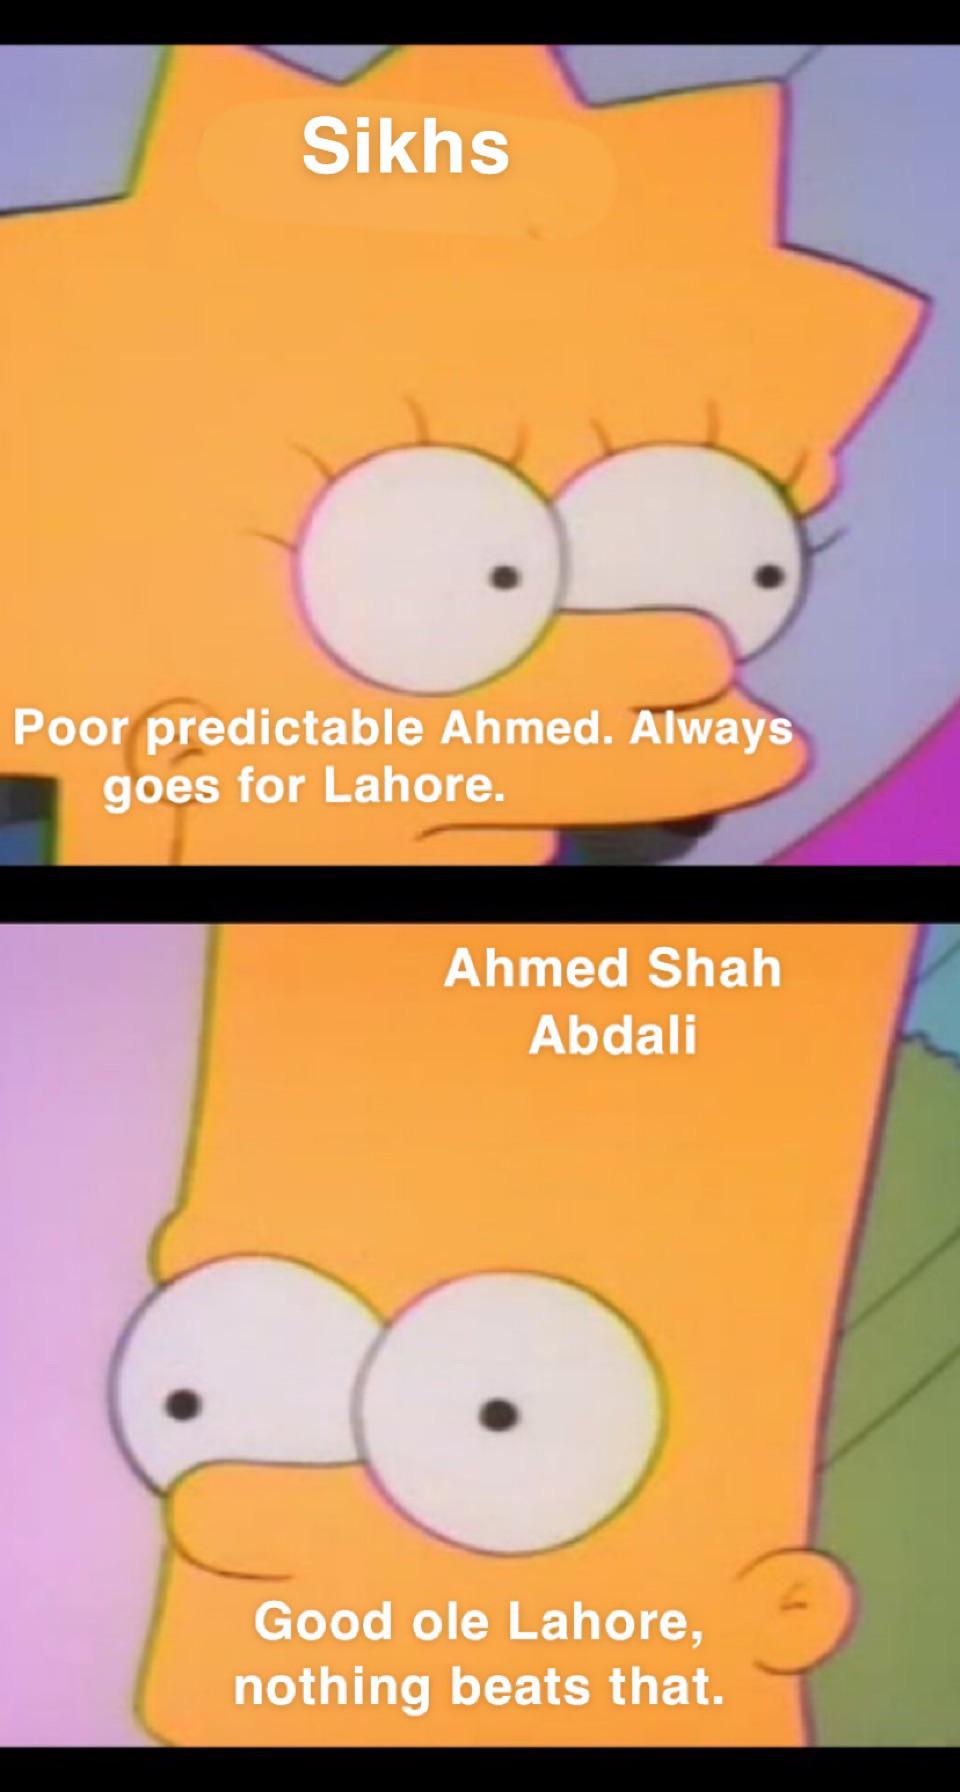 Sikhs
Poor predictable Ahmed. Always
goes for Lahore.
Ahmed Shah
Abdali
Good ole Lahore,
nothing beats that.